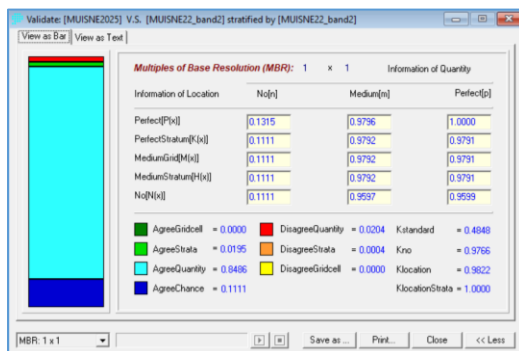 Validate: [MUISNE2025] V.S. [MUISNE22_band2] stratified by [MUISNE22_band2]
View as Bar View as Text
Multiples of Base Resolution (MBR): 1 x 1 Information of Quantity
Information of Location No[n] Medium[m] Perfect[p]
Perfect[P(x)] 0.1315 0.9796 1.0000
PerfectStratum[K(x)] 0.1111 0.9792 0.9791
MediumGrid[M(x)] 0.1111 0.9792 0.9791
MediumStratum[H(x)] 0.1111 0.9792 0.9791
No[N(x)] 0.1111 0.9597 0.9599
AgreeGridcell = 0.0000 DisagreeQuantity = 0.0204 Kstandard = 0.4848
AgreeStrata = 0.0195 DisagreeStrata = 0.0004 Kno = 0.9766
AgreeQuantity = 0.8486 DisagreeGridcell = 0.0000 Klocation = 0.9822
AgreeChance = 0.1111 KlocationStrata = 1.0000
MBR: 1 x 1 Save as ... Print... Close << Less